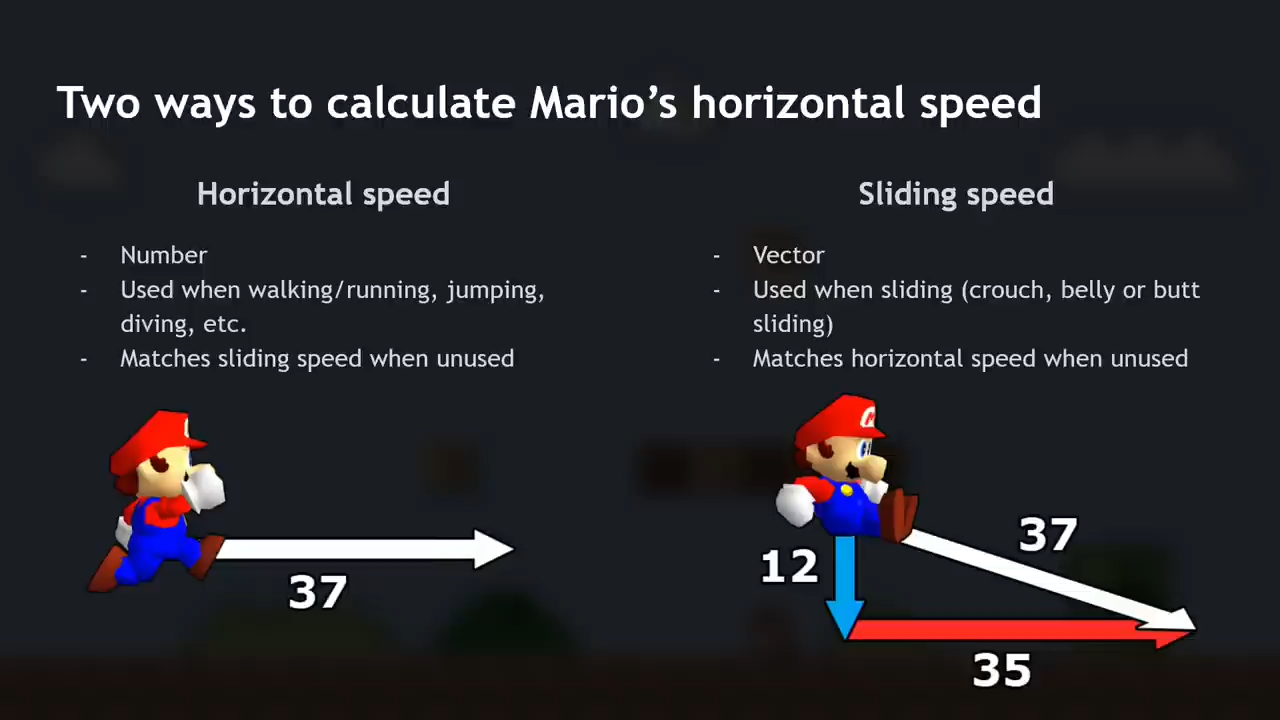 Two ways to calculate Mario's horizontal speed
Horizontal speed
- Number
- Used when walking/running, jumping,
diving, etc.
- Matches sliding speed when unused
37
Sliding speed
- Vector
- Used when sliding (crouch, belly or butt
sliding)
- Matches horizontal speed when unused
M
37
12
35